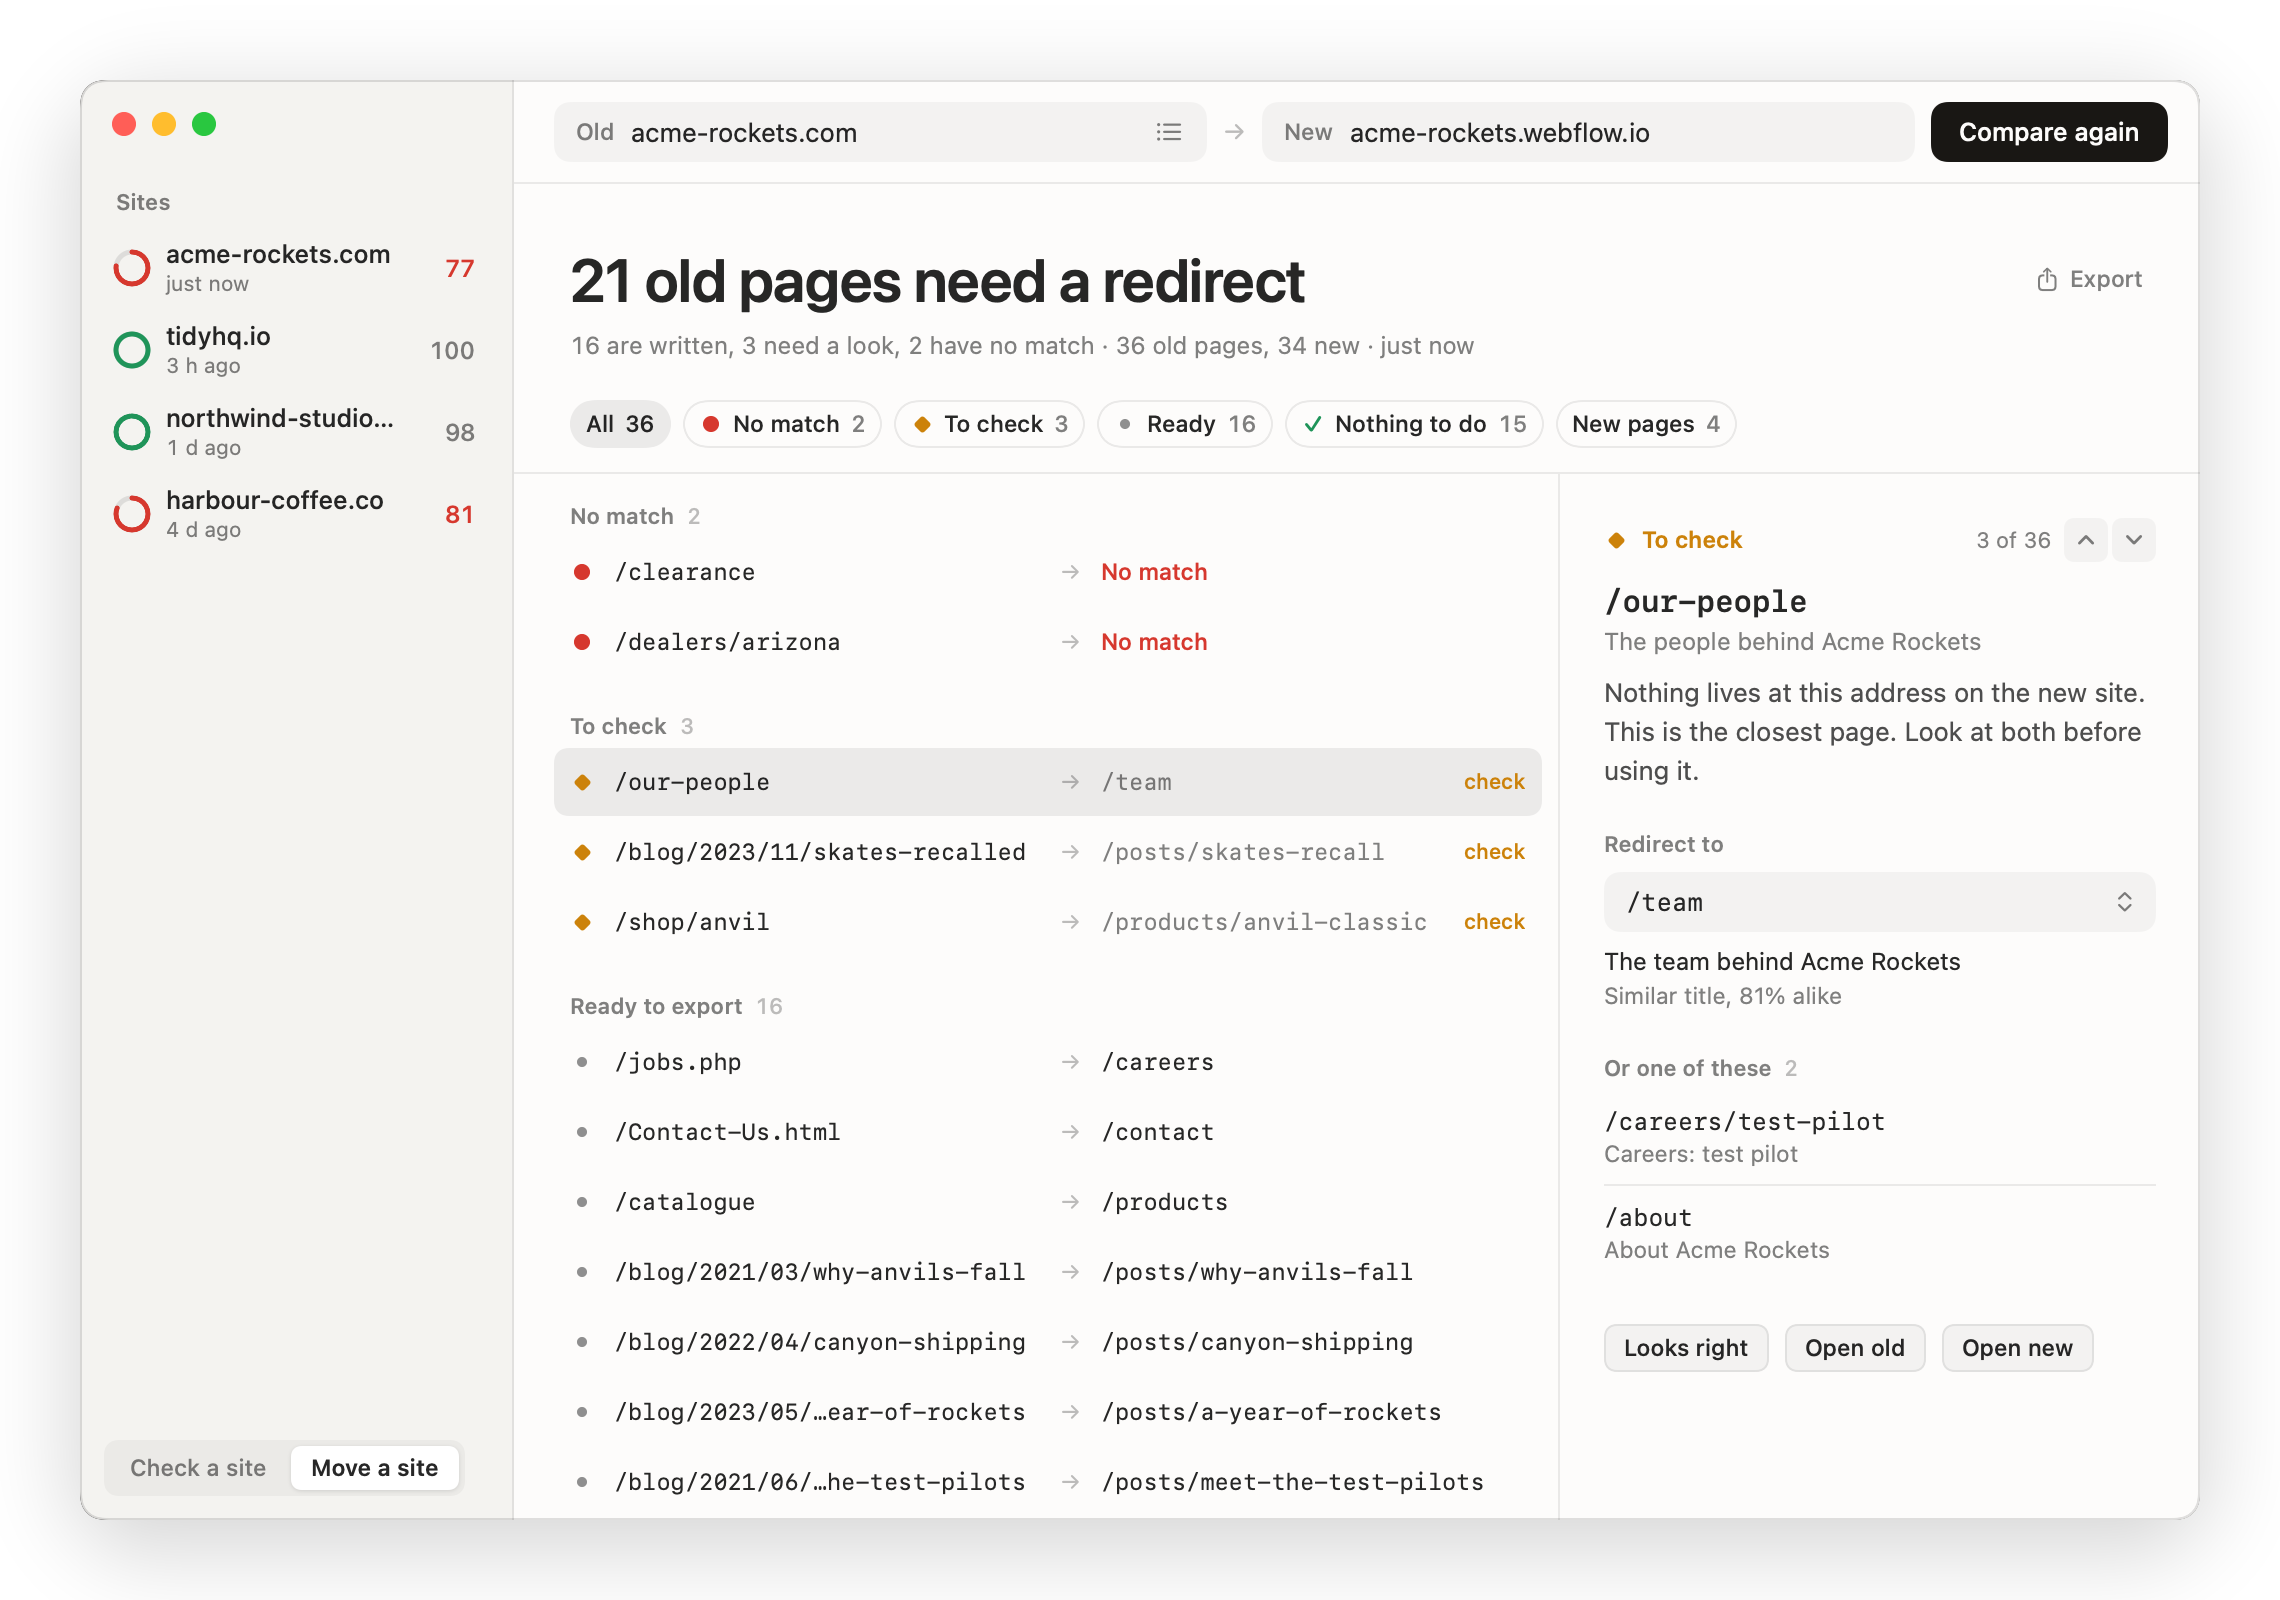 Sites
acme-rockets.com
just now
77
tidyhq.io
3 h ago
100
northwind-studio...
1 d ago
98
harbour-coffee.co
4 d ago
81
Check a site
Move a site
Old acme-rockets.com
→
New acme-rockets.webflow.io
Compare again
21 old pages need a redirect
Export
16 are written, 3 need a look, 2 have no match · 36 old pages, 34 new · just now
All 36
No match 2
To check 3
Ready 16
Nothing to do 15
New pages 4
No match 2
/clearance → No match
/dealers/arizona → No match
To check 3
/our-people → /team check
/blog/2023/11/skates-recalled → /posts/skates-recall check
/shop/anvil → /products/anvil-classic check
Ready to export 16
/jobs.php → /careers
/Contact-Us.html → /contact
/catalogue → /products
/blog/2021/03/why-anvils-fall → /posts/why-anvils-fall
/blog/2022/04/canyon-shipping → /posts/canyon-shipping
/blog/2023/05/…ear-of-rockets → /posts/a-year-of-rockets
/blog/2021/06/…he-test-pilots → /posts/meet-the-test-pilots
To check
3 of 36
/our-people
The people behind Acme Rockets
Nothing lives at this address on the new site.
This is the closest page. Look at both before
using it.
Redirect to
/team
The team behind Acme Rockets
Similar title, 81% alike
Or one of these 2
/careers/test-pilot
Careers: test pilot
/about
About Acme Rockets
Looks right
Open old
Open new